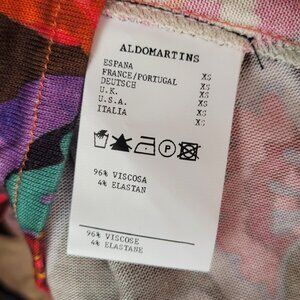 ALDOMARTINS
ESPANA XS
FRANCE/PORTUGAL XS
DEUTSCH XS
U.K. XS
U.S.A. XS
ITALIA XS
P
96% VISCOSA
4% ELASTAN
96% VISCOSE
4% ELASTANE